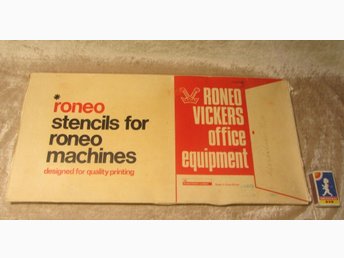 roneo
stencils for
roneo
machines
designed for quality printing
RONEO
VICKERS
office
equipment